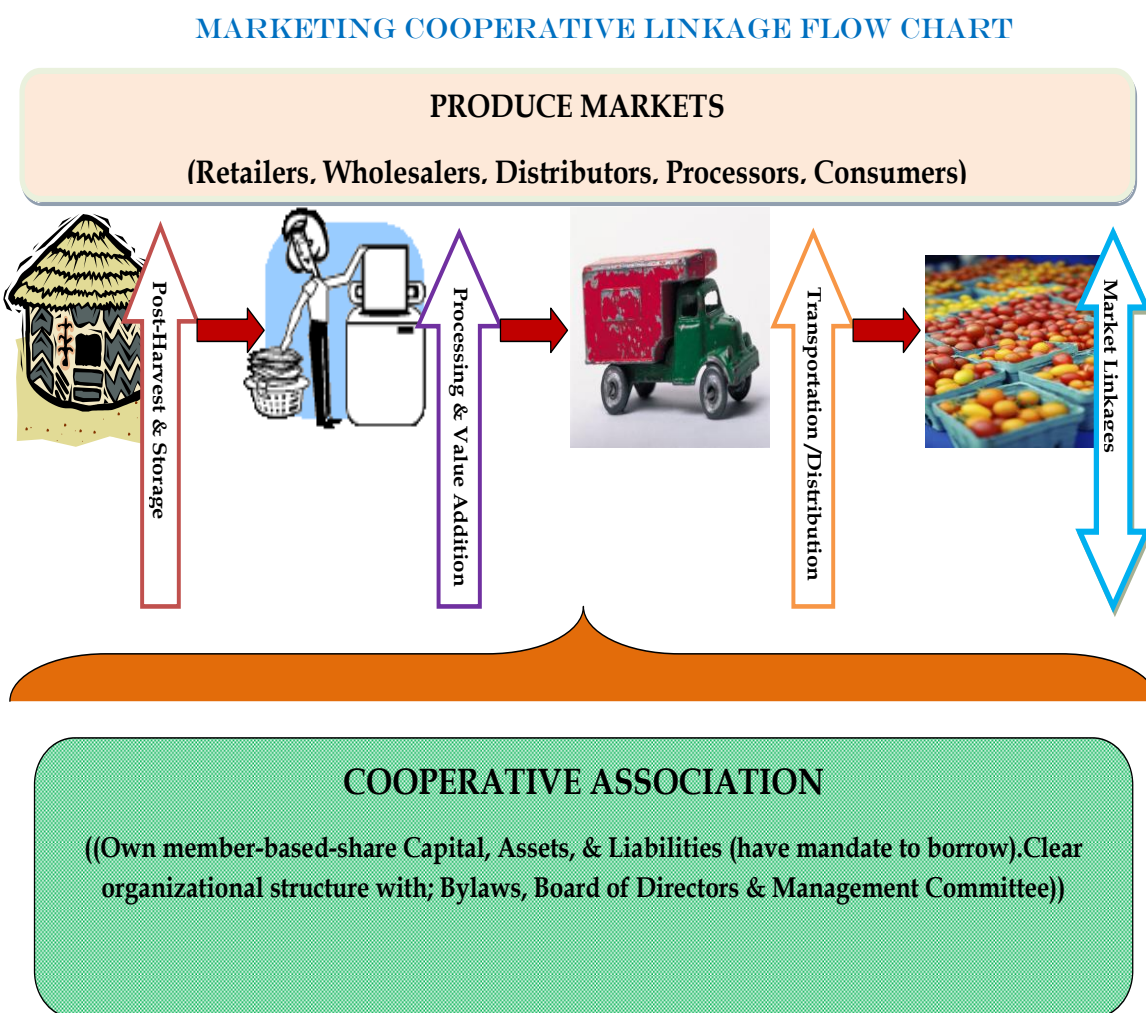 MARKETING COOPERATIVE LINKAGE FLOW CHART
PRODUCE MARKETS
(Retailers, Wholesalers, Distributors, Processors, Consumers)
Post-Harvest & Storage
Processing & Value Addition
Transportation /Distribution
Market Linkages
COOPERATIVE ASSOCIATION
((Own member-based-share Capital, Assets, & Liabilities (have mandate to borrow).Clear
organizational structure with; Bylaws, Board of Directors & Management Committee))